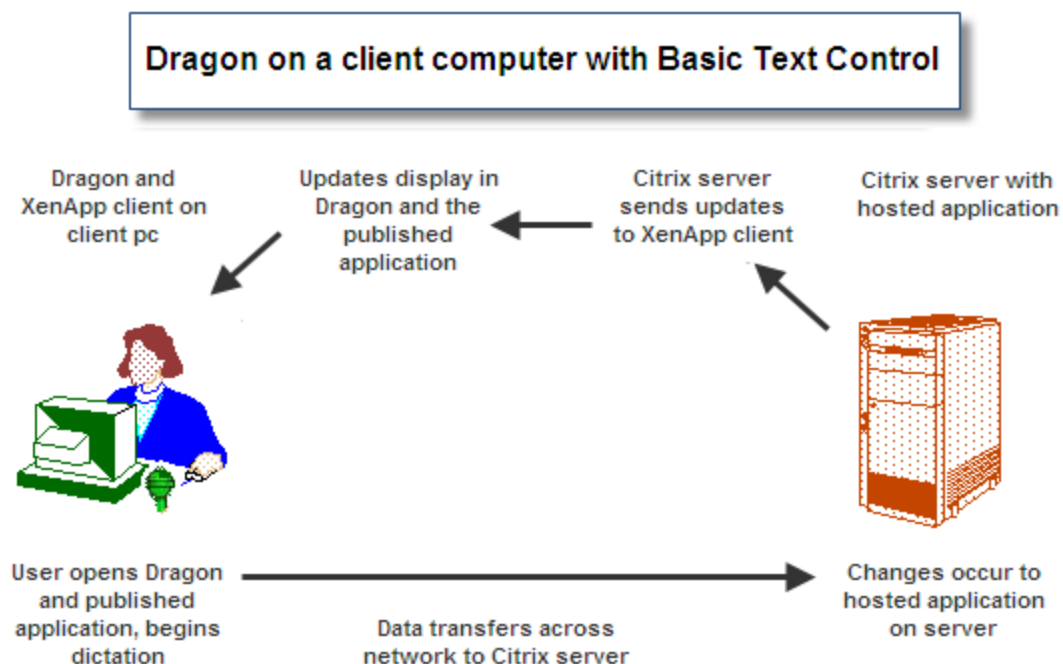 Dragon on a client computer with Basic Text Control
Dragon and
XenApp client on
client pc
Updates display in
Dragon and the
published
application
Citrix server
sends updates
to XenApp client
Citrix server with
hosted application
User opens Dragon
and published
application, begins
dictation
Data transfers across
network to Citrix server
Changes occur to
hosted application
on server